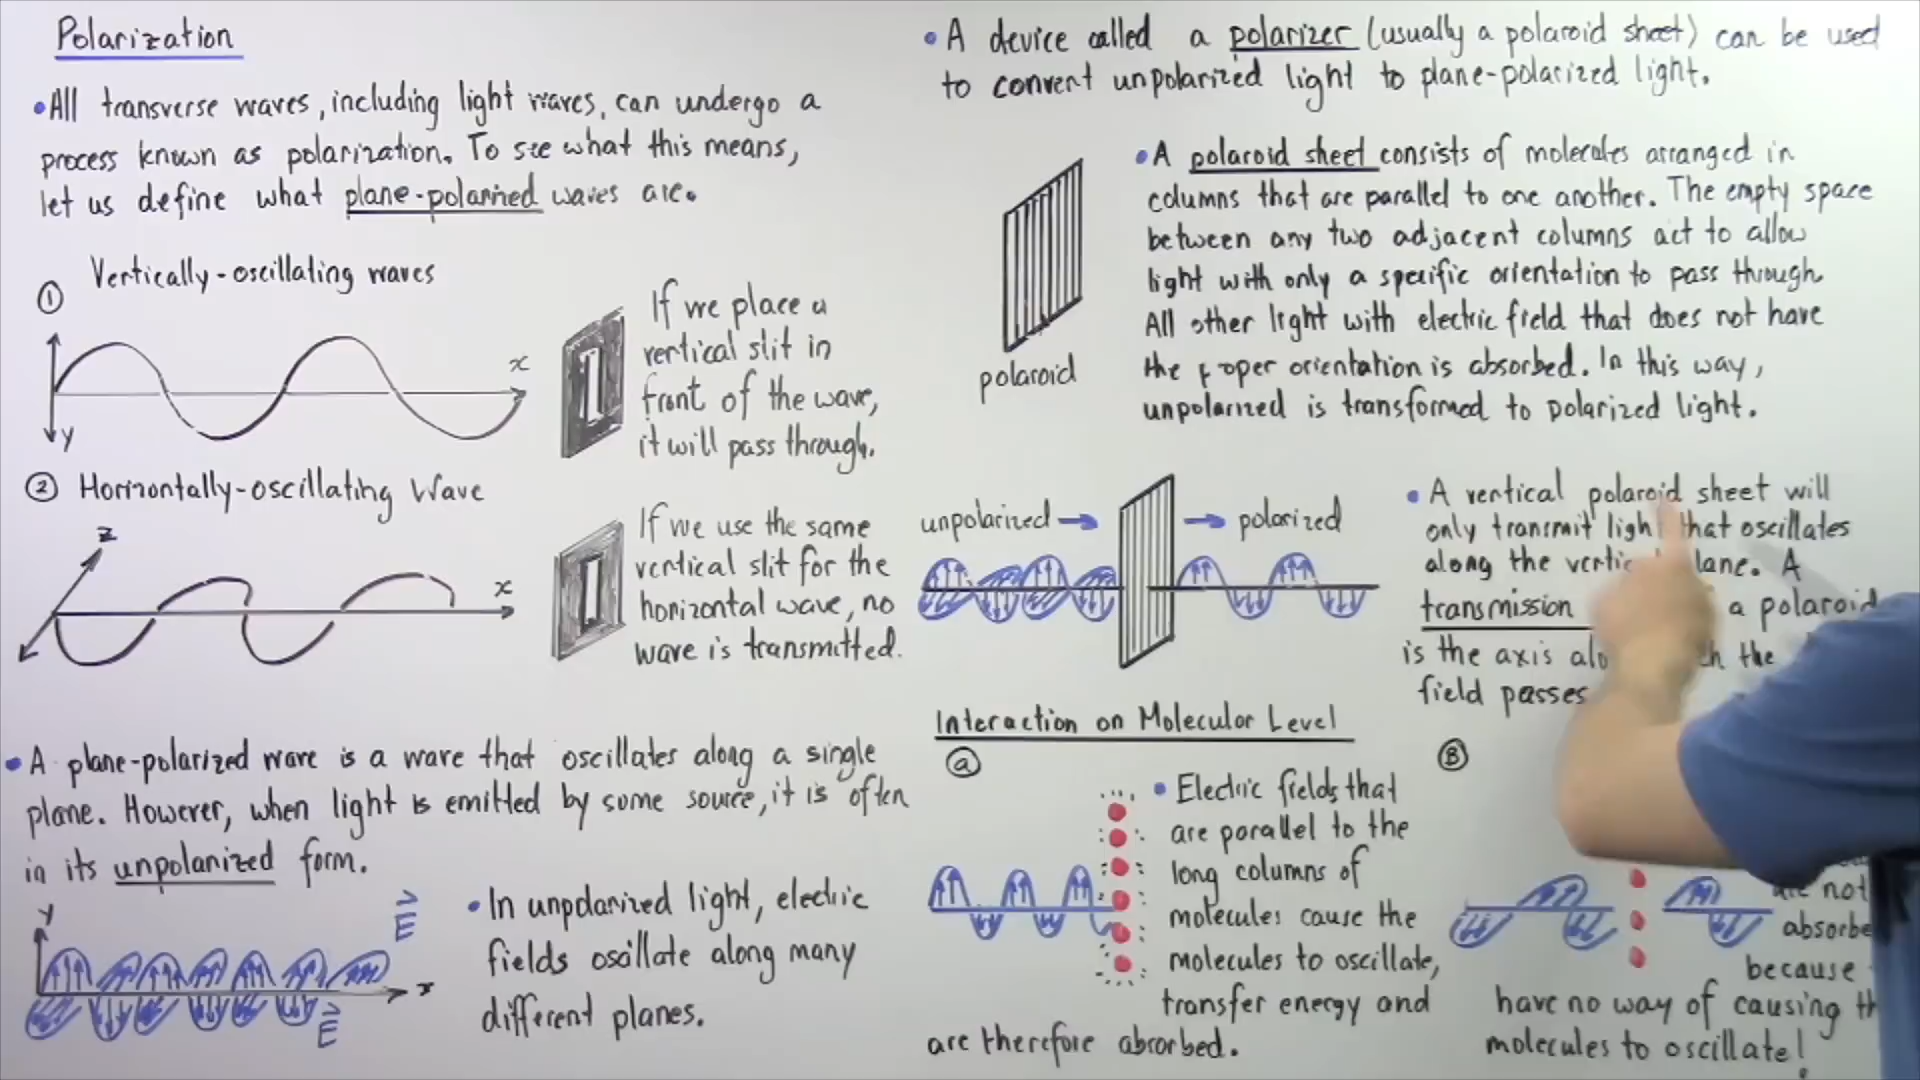 Polarization
• All transverse waves, including light waves, can undergo a
process known as polarization. To see what this means,
let us define what plane-polarized waves are.
① Vertically-oscillating waves
x
y
If we place a
vertical slit in
front of the wave,
it will pass through.
② Horizontally-oscillating Wave
z
x
If we use the same
vertical slit for the
horizontal wave, no
wave is transmitted.
• A plane-polarized wave is a wave that oscillates along a single
plane. However, when light is emitted by some source, it is often
in its unpolarized form.
y
E
x
E
• In unpolarized light, electric
fields oscillate along many
different planes.
• A device called a polarizer (usually a polaroid sheet) can be used
to convert unpolarized light to plane-polarized light.
polaroid
• A polaroid sheet consists of molecules arranged in
columns that are parallel to one another. The empty space
between any two adjacent columns act to allow
light with only a specific orientation to pass through
All other light with electric field that does not have
the proper orientation is absorbed. In this way,
unpolarized is transformed to polarized light.
unpolarized → → polarized
• A vertical polaroid sheet will
only transmit light that oscillates
along the plane. A
transmission a polaroid
is the axis the
field passes
Interaction on Molecular Level
ⓐ
• Electric fields that
are parallel to the
long columns of
molecules cause the
molecules to oscillate,
transfer energy and
are therefore absorbed.
Ⓑ
not
because
have no way of causing
molecules to oscillate!